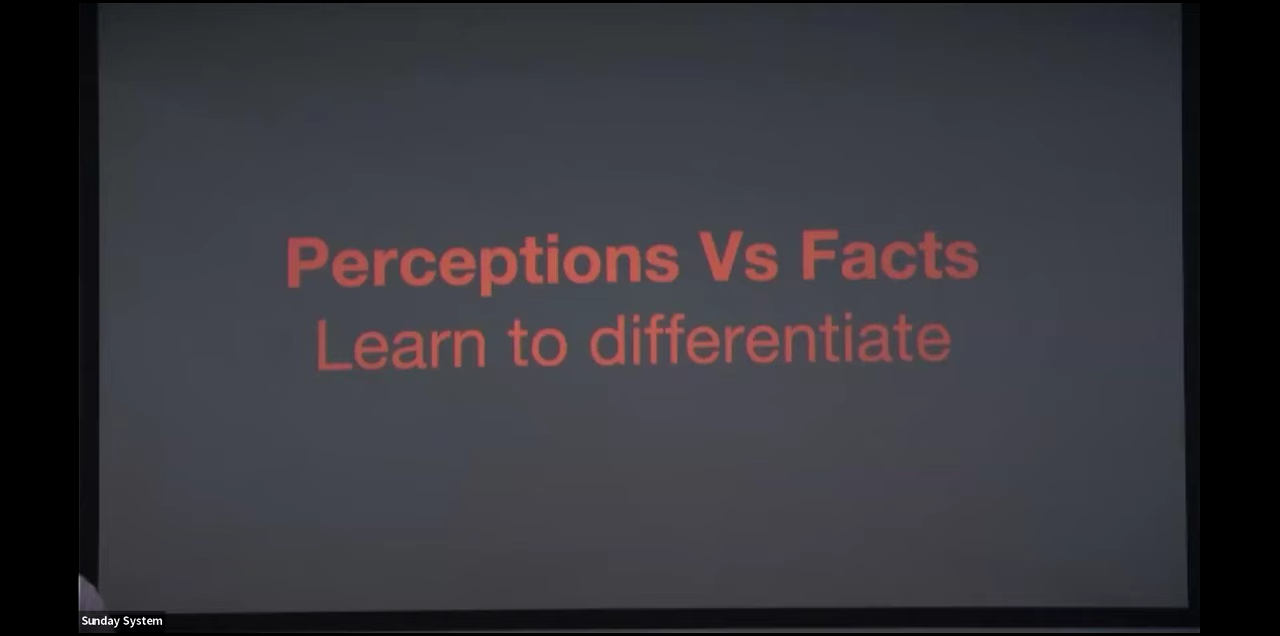 Perceptions Vs Facts
Learn to differentiate
Sunday System